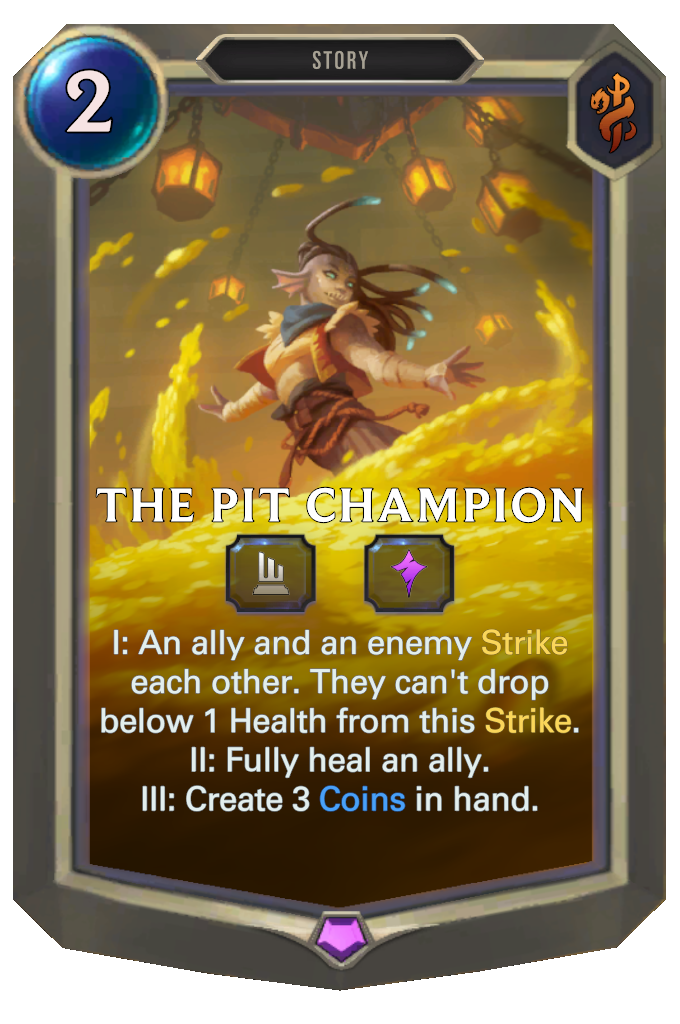 2
STORY
THE PIT CHAMPION
I: An ally and an enemy Strike
each other. They can't drop
below 1 Health from this Strike.
II: Fully heal an ally.
III: Create 3 Coins in hand.